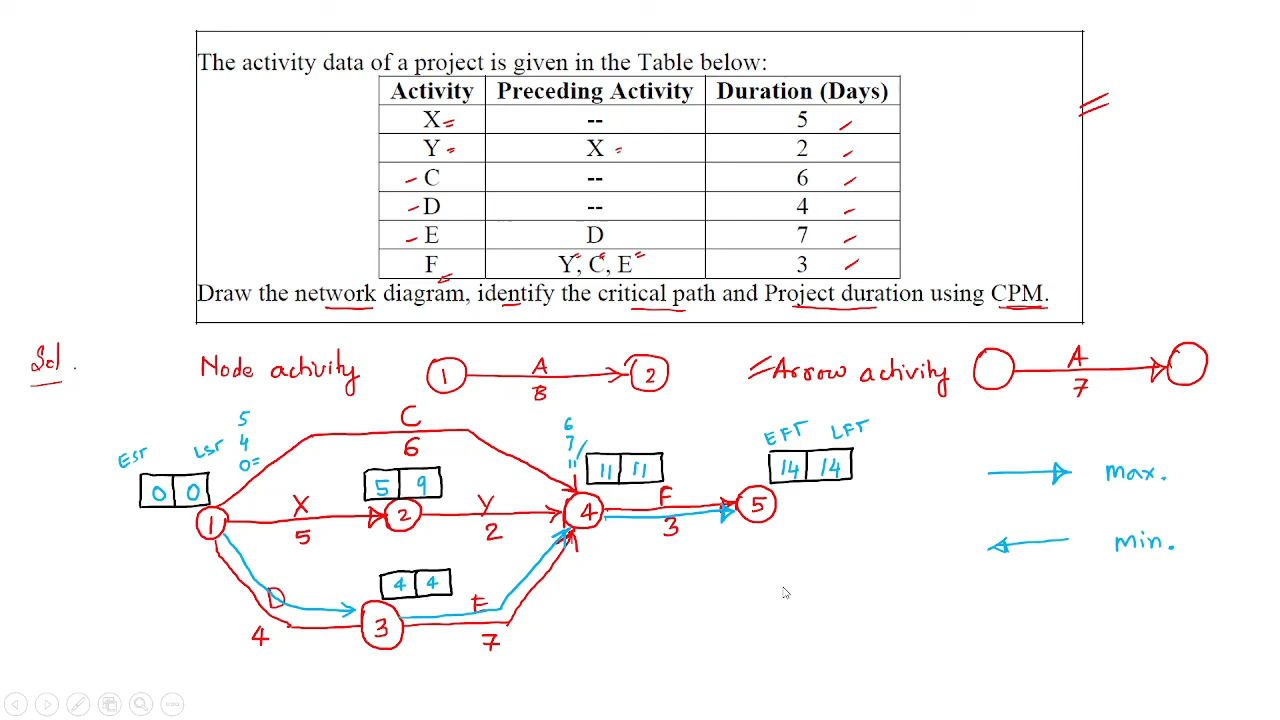 The activity data of a project is given in the Table below:
Activity Preceding Activity Duration (Days)
X -- 5
Y X 2
C -- 6
D -- 4
E D 7
F Y, C, E 3
Draw the network diagram, identify the critical path and Project duration using CPM.
Sol.
Node activity 1 A B 2
Arrow activity A 7
EST LST
5
4
0=
0 0
C
6
6
7
11
11 11
EFT LFT
14 14
max.
min.
5 9
1 X 5 2 Y 2 4 F 3 5
4 4
D
4
3
E
7